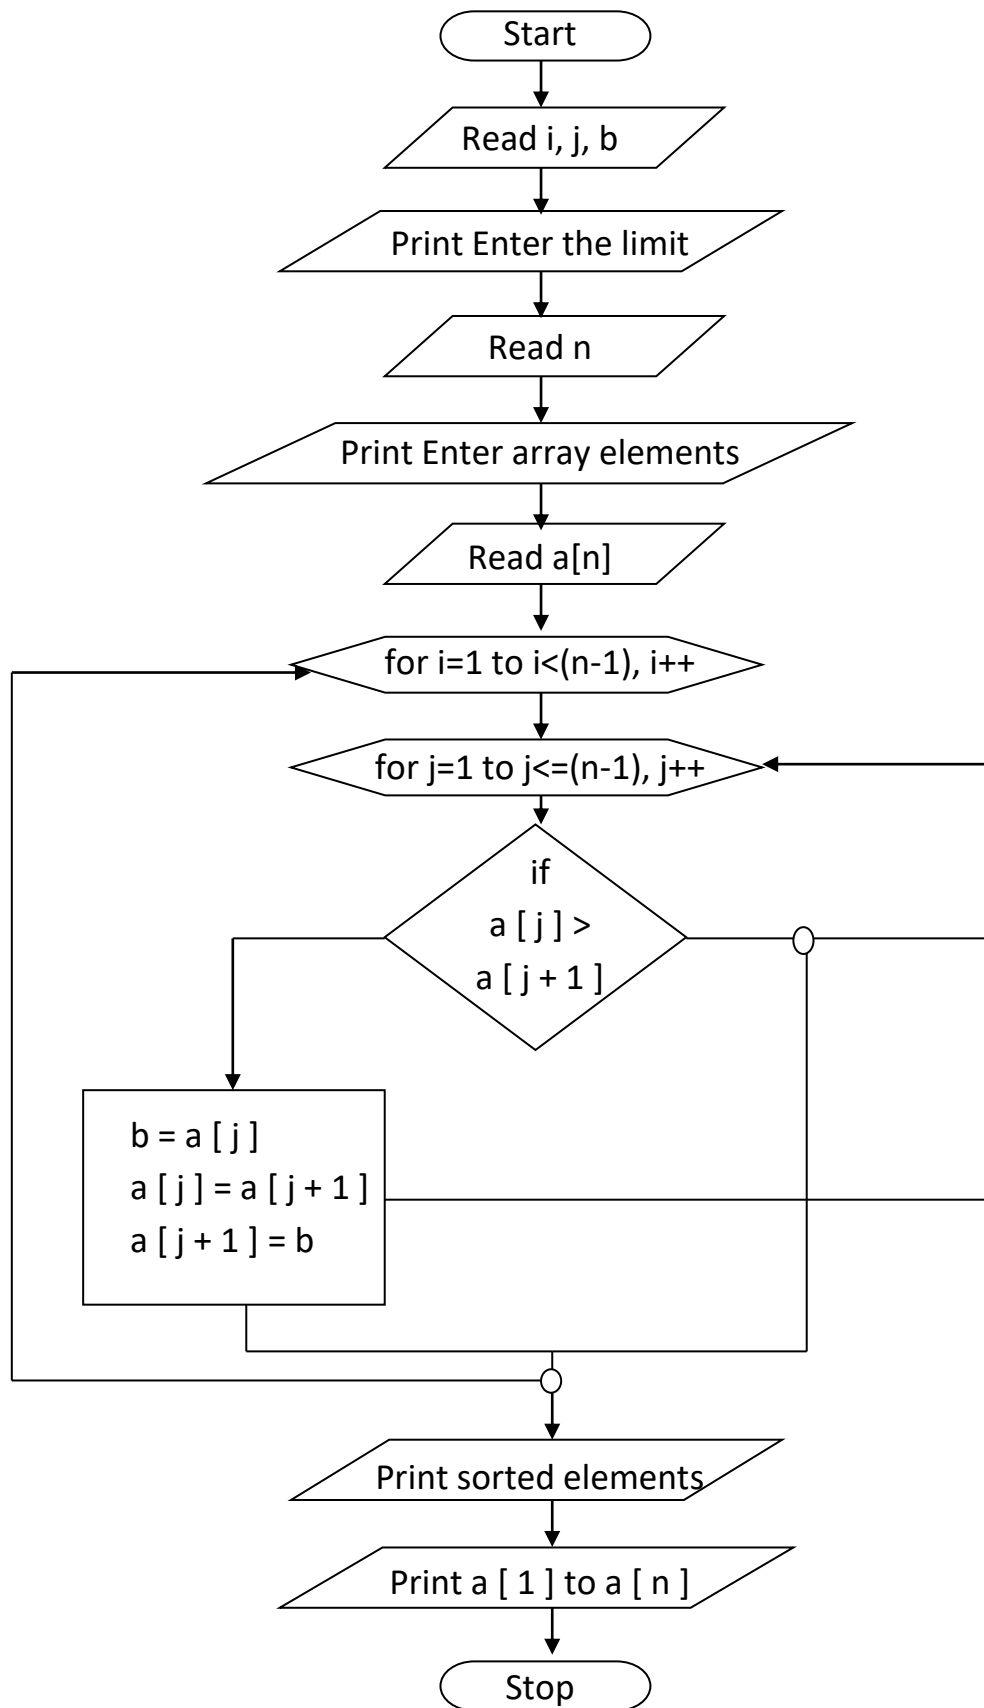 Start
Read i, j, b
Print Enter the limit
Read n
Print Enter array elements
Read a[n]
for i=1 to i<(n-1), i++
for j=1 to j<=(n-1), j++
if
a [ j ] >
a [ j + 1 ]
b = a [ j ]
a [ j ] = a [ j + 1 ]
a [ j + 1 ] = b
Print sorted elements
Print a [ 1 ] to a [ n ]
Stop